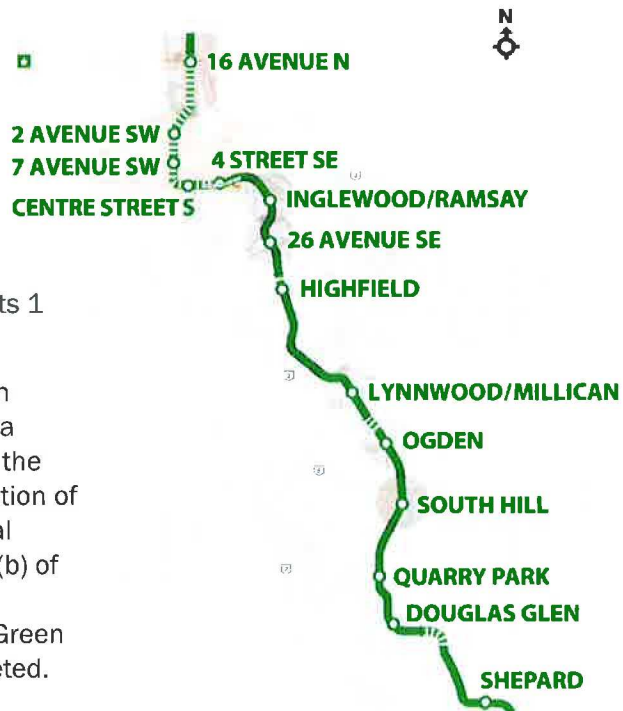 N
16 AVENUE N
2 AVENUE SW
7 AVENUE SW
4 STREET SE
CENTRE STREET S
INGLEWOOD/RAMSAY
26 AVENUE SE
HIGHFIELD
LYNNWOOD/MILLICAN
OGDEN
SOUTH HILL
QUARRY PARK
DOUGLAS GLEN
SHEPARD
ts 1
n
a
the
tion of
al
(b) of
Green
eted.